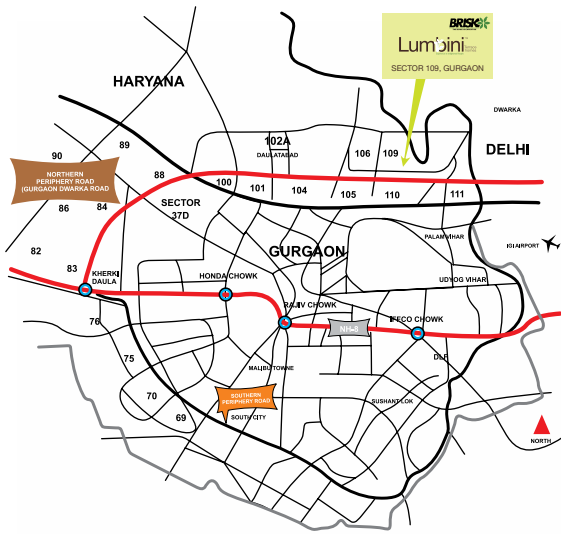 BRISK
Lumbini
SECTOR 109, GURGAON
HARYANA
DWARKA
102A
DAULATABAD
106
109
DELHI
89
90
88
NORTHERN
PERIPHERY ROAD
(GURGAON DWARKA ROAD
100
101
104
105
110
111
86
84
SECTOR
37D
PALAM VIHAR
82
83
GURGAON
IGI AIRPORT
KHERKI
DAULA
HONDA CHOWK
UDYOG VIHAR
RAJIV CHOWK
IFFCO CHOWK
76
NH-8
75
MALIBU TOWNE
DLF
70
SOUTHERN
PERIPHERY ROAD
SUSHANT LOK
69
SOUTH CITY
NORTH